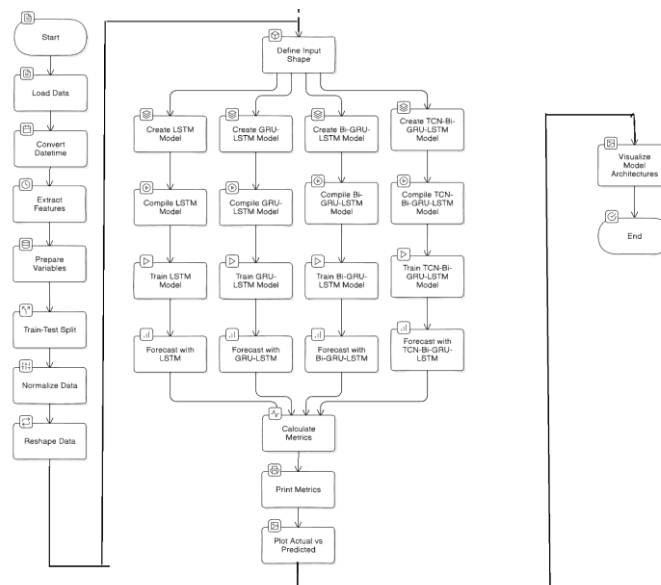 Start
Load Data
Convert
Datetime
Extract
Features
Prepare
Variables
Train-Test Split
Normalize Data
Reshape Data
Define Input
Shape
Create LSTM
Model
Create GRU-
LSTM Model
Create Bi-GRU-
LSTM Model
Create TCN-Bi-
GRU-LSTM Model
Compile LSTM
Model
Compile GRU-
LSTM Model
Compile Bi-
GRU-LSTM
Model
Compile TCN-
Bi-GRU-LSTM
Model
Train LSTM
Model
Train GRU-
LSTM Model
Train Bi-GRU-
LSTM Model
Train TCN-Bi-
GRU-LSTM
Model
Forecast with
LSTM
Forecast with
GRU-LSTM
Forecast with
Bi-GRU-LSTM
Forecast with
TCN-Bi-GRU-
LSTM
Calculate
Metrics
Print Metrics
Plot Actual vs
Predicted
Visualize
Model
Architectures
End